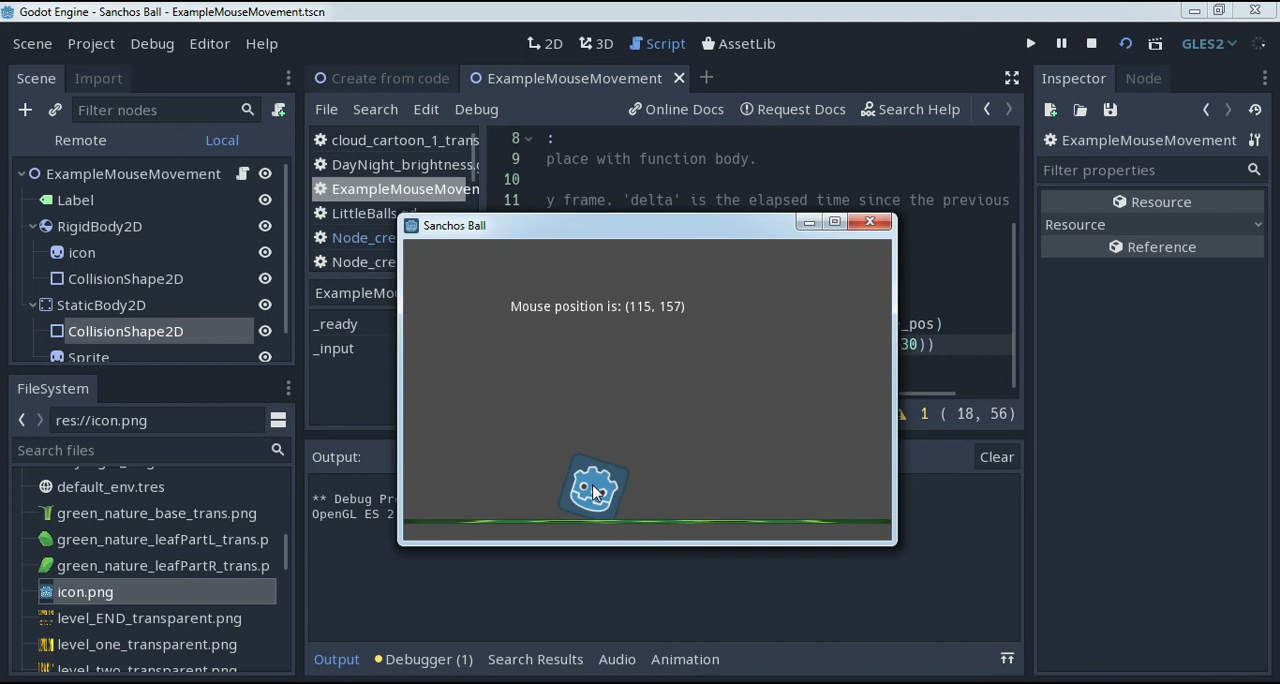 Godot Engine - Sanchos Ball - ExampleMouseMovement.tscn
Scene Project Debug Editor Help
2D 3D Script AssetLib
GLES2
Scene Import
Filter nodes
Remote Local
ExampleMouseMovement
Label
RigidBody2D
icon
CollisionShape2D
StaticBody2D
CollisionShape2D
Sprite
FileSystem
res://icon.png
Search files
default_env.tres
green_nature_base_trans.png
green_nature_leafPartL_trans.p
green_nature_leafPartR_trans.p
icon.png
level_END_transparent.png
level_one_transparent.png
level_two_transparent.png
Create from code ExampleMouseMovement
File Search Edit Debug
Online Docs Request Docs Search Help
cloud_cartoon_1_trans
DayNight_brightness.
ExampleMouseMoven
LittleBalls
Node_cre
Node_cre
ExampleMo
_ready
_input
8 :
9 place with function body.
10
11 y frame. 'delta' is the elapsed time since the previous
_pos)
30))
1 ( 18, 56)
Sanchos Ball
Mouse position is: (115, 157)
Output:
Clear
** Debug Pr
OpenGL ES 2
Output Debugger (1) Search Results Audio Animation
Inspector Node
ExampleMouseMovement
Filter properties
Resource
Resource
Reference